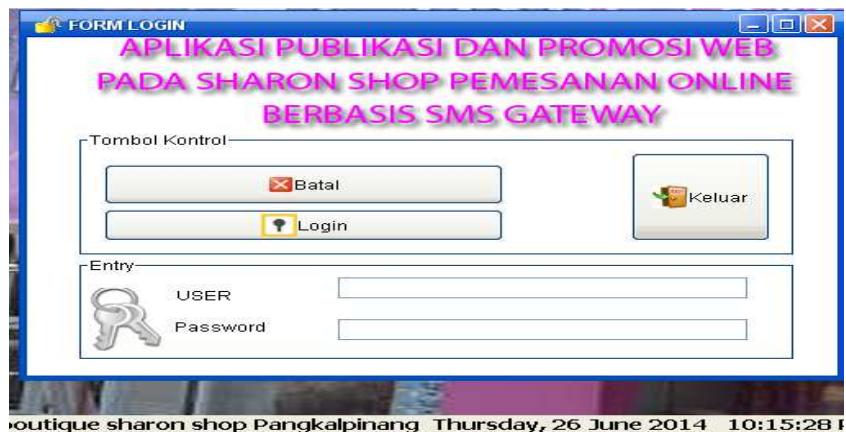 FORM LOGIN
APLIKASI PUBLIKASI DAN PROMOSI WEB
PADA SHARON SHOP PEMESANAN ONLINE
BERBASIS SMS GATEWAY
Tombol Kontrol
Batal
Keluar
Login
Entry
USER
Password
boutique sharon shop Pangkalpinang Thursday, 26 June 2014 10:15:28